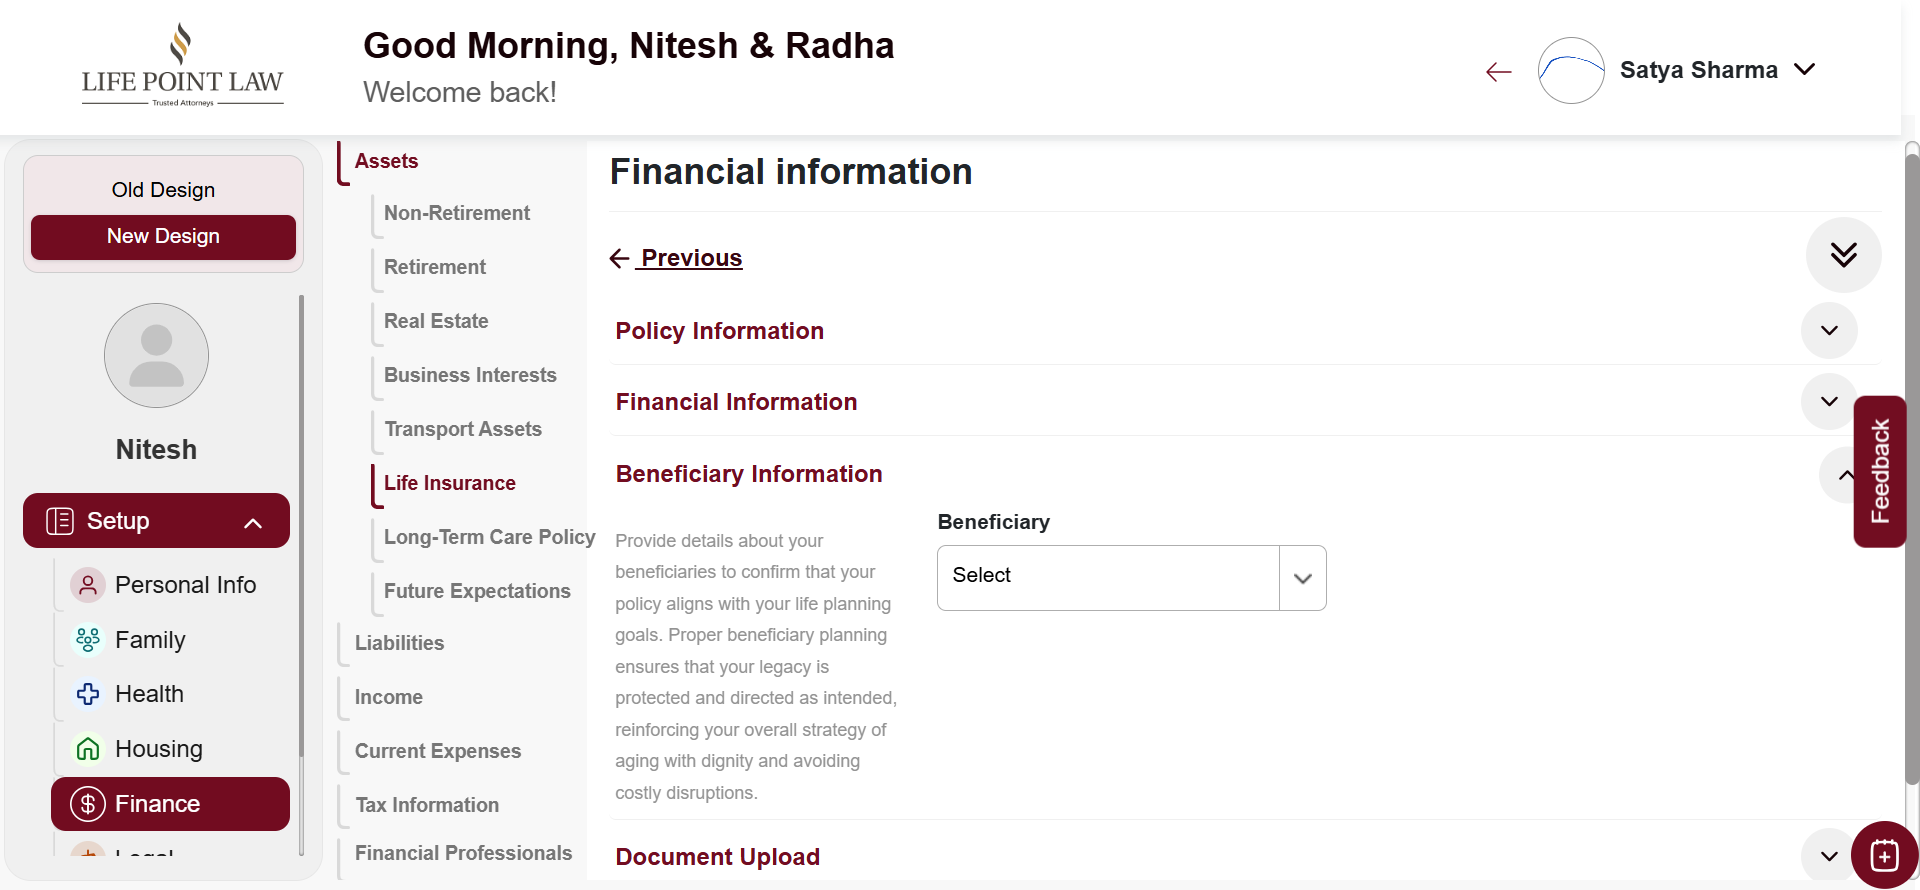 LIFE POINT LAW
Trusted Attorneys
Good Morning, Nitesh & Radha
Welcome back!
Satya Sharma
Old Design
New Design
Nitesh
Setup
Personal Info
Family
Health
Housing
Finance
Legal
Assets
Non-Retirement
Retirement
Real Estate
Business Interests
Transport Assets
Life Insurance
Long-Term Care Policy
Future Expectations
Liabilities
Income
Current Expenses
Tax Information
Financial Professionals
Financial information
Previous
Policy Information
Financial Information
Beneficiary Information
Provide details about your
beneficiaries to confirm that your
policy aligns with your life planning
goals. Proper beneficiary planning
ensures that your legacy is
protected and directed as intended,
reinforcing your overall strategy of
aging with dignity and avoiding
costly disruptions.
Beneficiary
Select
Document Upload
Feedback